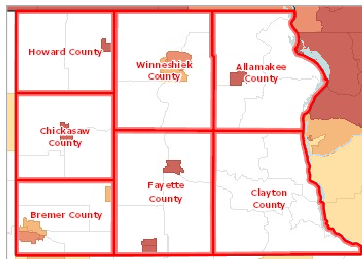 Howard County
Winneshiek
County
Allamakee
County
Chickasaw
County
Fayette
County
Clayton
County
Bremer County